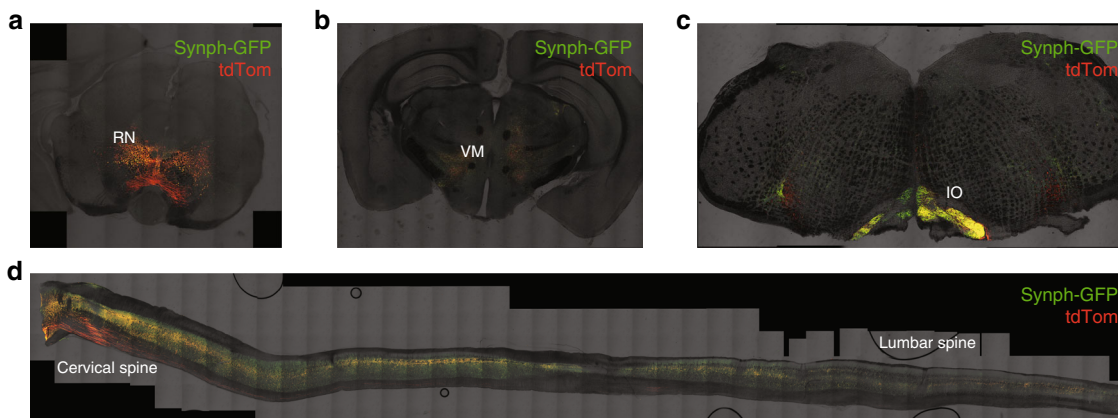 a
Synph-GFP
tdTom
RN
b
Synph-GFP
tdTom
VM
c
Synph-GFP
tdTom
IO
d
Synph-GFP
tdTom
Lumbar spine
Cervical spine